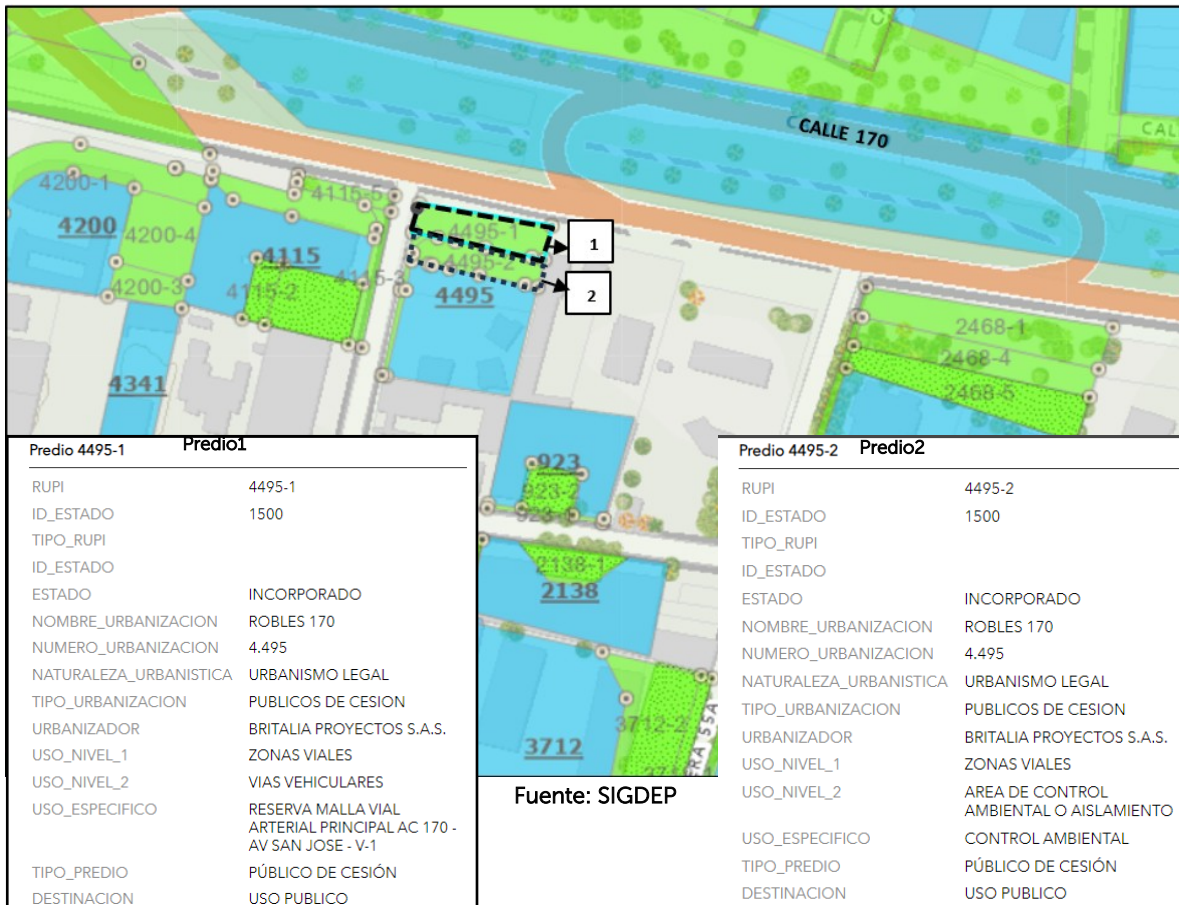 CALLE 170
CAL
4200-1
4115-5
4200
4200-4
4495-1
1
4115
4495-2
4200-3
4115-3
4115-2
4495
2
2468-1
2468-4
2468-5
4341
923
923-2
2138-1
2138
3712-2
RA 55A
3712
Predio 4495-1 Predio1
RUPI 4495-1
ID_ESTADO 1500
TIPO_RUPI
ID_ESTADO
ESTADO INCORPORADO
NOMBRE_URBANIZACION ROBLES 170
NUMERO_URBANIZACION 4.495
NATURALEZA_URBANISTICA URBANISMO LEGAL
TIPO_URBANIZACION PUBLICOS DE CESION
URBANIZADOR BRITALIA PROYECTOS S.A.S.
USO_NIVEL_1 ZONAS VIALES
USO_NIVEL_2 VIAS VEHICULARES
USO_ESPECIFICO RESERVA MALLA VIAL
ARTERIAL PRINCIPAL AC 170 -
AV SAN JOSE - V-1
TIPO_PREDIO PÚBLICO DE CESIÓN
DESTINACION USO PUBLICO
Predio 4495-2 Predio2
RUPI 4495-2
ID_ESTADO 1500
TIPO_RUPI
ID_ESTADO
ESTADO INCORPORADO
NOMBRE_URBANIZACION ROBLES 170
NUMERO_URBANIZACION 4.495
NATURALEZA_URBANISTICA URBANISMO LEGAL
TIPO_URBANIZACION PUBLICOS DE CESION
URBANIZADOR BRITALIA PROYECTOS S.A.S.
USO_NIVEL_1 ZONAS VIALES
USO_NIVEL_2 AREA DE CONTROL
AMBIENTAL O AISLAMIENTO
USO_ESPECIFICO CONTROL AMBIENTAL
TIPO_PREDIO PÚBLICO DE CESIÓN
DESTINACION USO PUBLICO
Fuente: SIGDEP